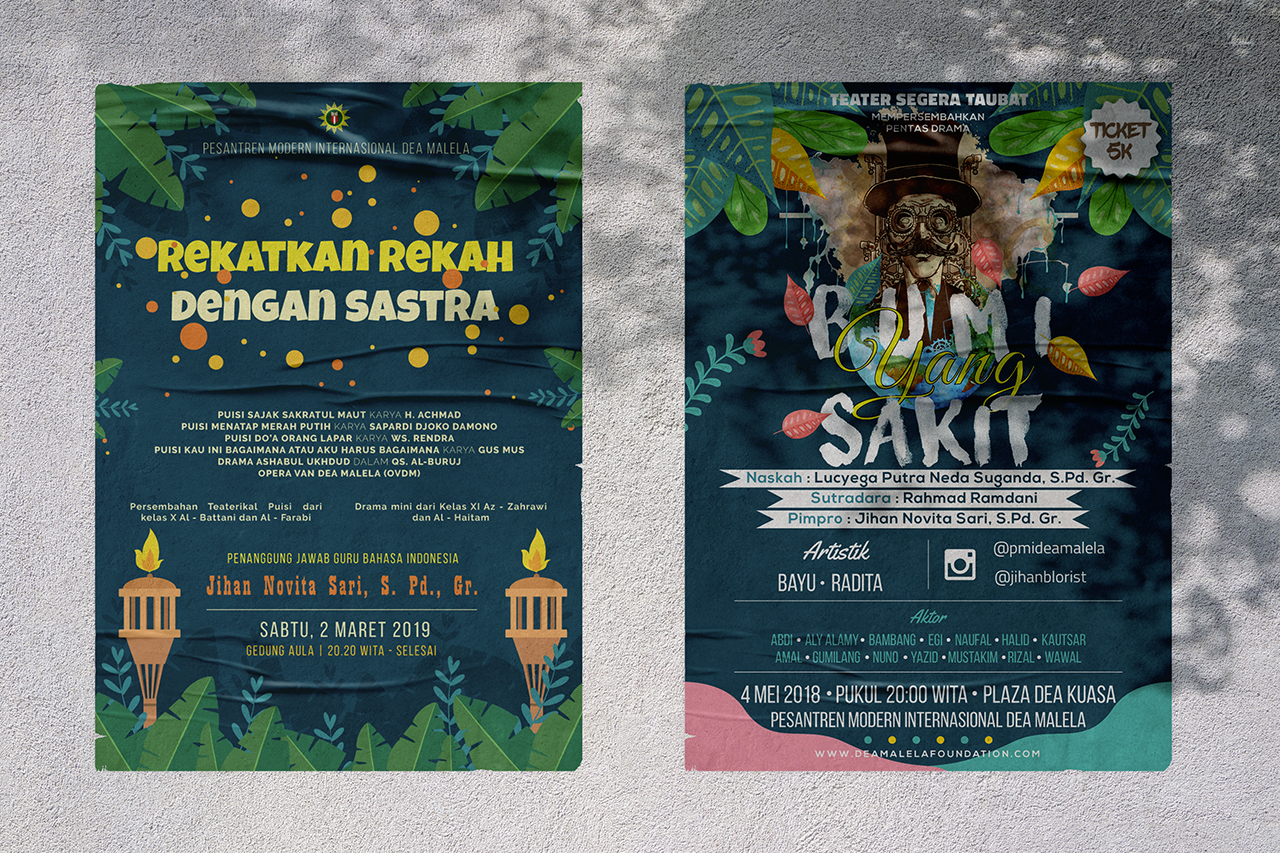 PESANTREN MODERN INTERNASIONAL DEA MALELA
REKATKAN REKAH
DENGAN SASTRA
PUISI SAJAK SAKRATUL MAUT KARYA H. ACHMAD
PUISI MENATAP MERAH PUTIH KARYA SAPARDI DJOKO DAMONO
PUISI DO'A ORANG LAPAR KARYA WS. RENDRA
PUISI KAU INI BAGAIMANA ATAU AKU HARUS BAGAIMANA KARYA GUS MUS
DRAMA ASHABUL UKHDUD DALAM QS. AL-BURUJ
OPERA VAN DEA MALELA (OVDM)
Persembahan Teaterikal Puisi dari
kelas X Al - Battani dan Al - Farabi
Drama mini dari Kelas XI Az - Zahrawi
dan Al - Haitam
PENANGGUNG JAWAB GURU BAHASA INDONESIA
Jihan Novita Sari, S. Pd., Gr.
SABTU, 2 MARET 2019
GEDUNG AULA | 20.20 WITA - SELESAI
TEATER SEGERA TAUBAT
MEMPERSEMBAHKAN
PENTAS DRAMA
TICKET
5K
BUMI
Yang
SAKIT
Naskah : Lucyega Putra Neda Suganda, S.Pd. Gr.
Sutradara : Rahmad Ramdani
Pimpro : Jihan Novita Sari, S.Pd. Gr.
Artistik
BAYU • RADITA
@pmideamalela
@jihanblorist
Aktor
ABDI • ALY ALAMY • BAMBANG • EGI • NAUFAL • HALID • KAUTSAR
AMAL • GUMILANG • NUNO • YAZID • MUSTAKIM • RIZAL • WAWAL
4 MEI 2018 • PUKUL 20:00 WITA • PLAZA DEA KUASA
PESANTREN MODERN INTERNASIONAL DEA MALELA
WWW.DEAMALELAFOUNDATION.COM